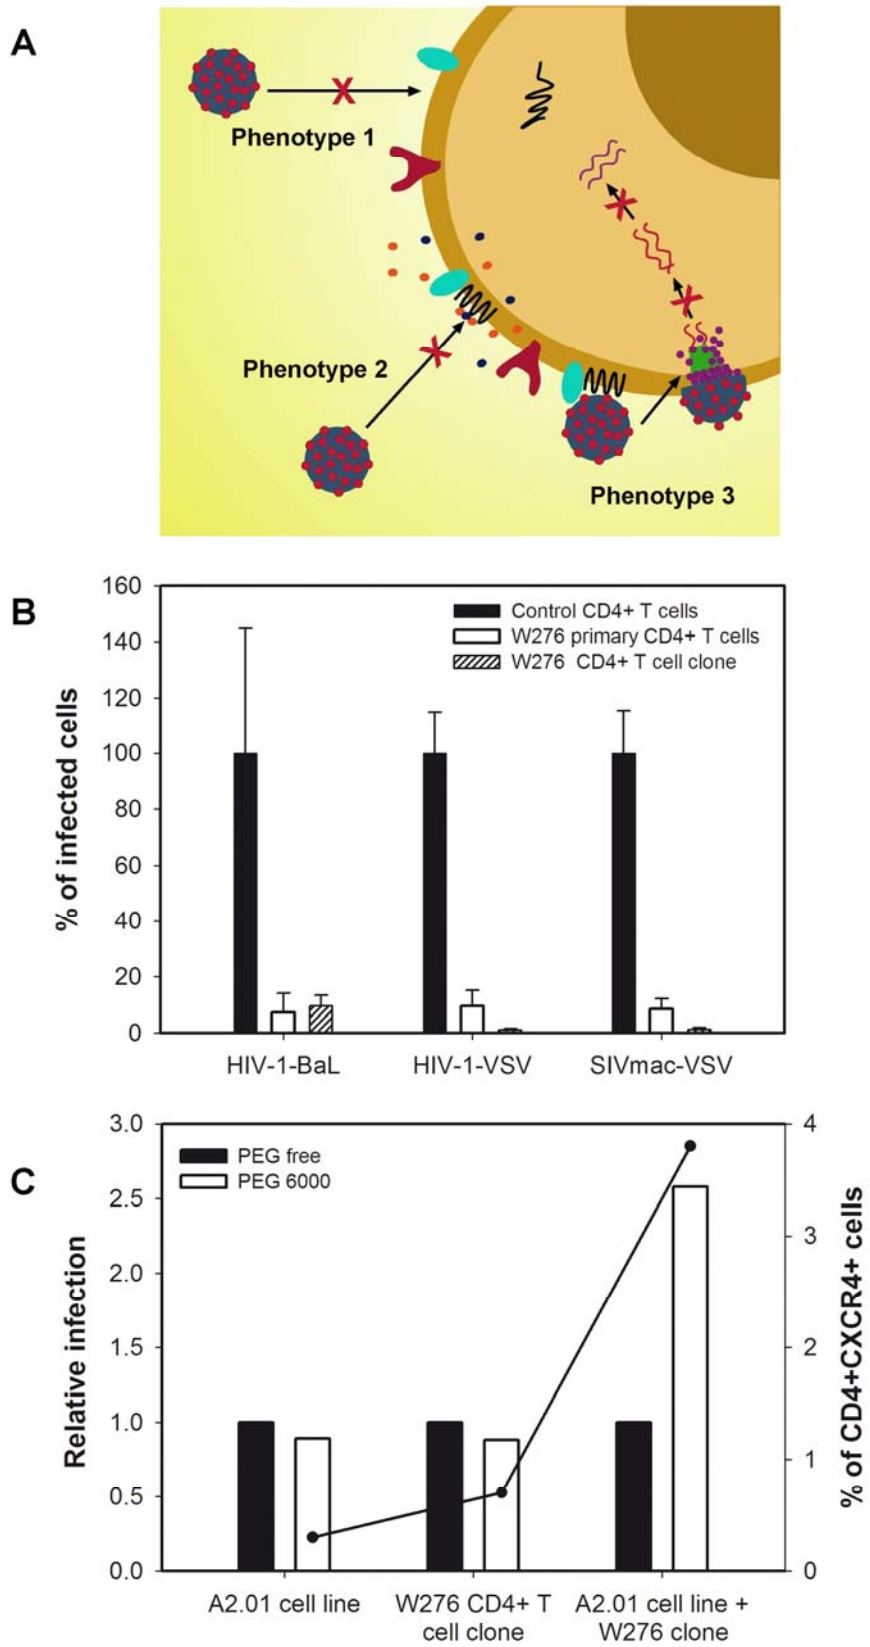 A
Phenotype 1
Phenotype 2
Phenotype 3
B
160
140
120
100
80
60
40
20
0
% of infected cells
Control CD4+ T cells
W276 primary CD4+ T cells
W276  CD4+ T cell clone
HIV-1-BaL
HIV-1-VSV
SIVmac-VSV
C
3.0
2.5
2.0
1.5
1.0
0.5
0.0
Relative infection
PEG free
PEG 6000
4
3
2
1
0
% of CD4+CXCR4+ cells
A2.01 cell line
W276 CD4+ T
cell clone
A2.01 cell line +
W276 clone